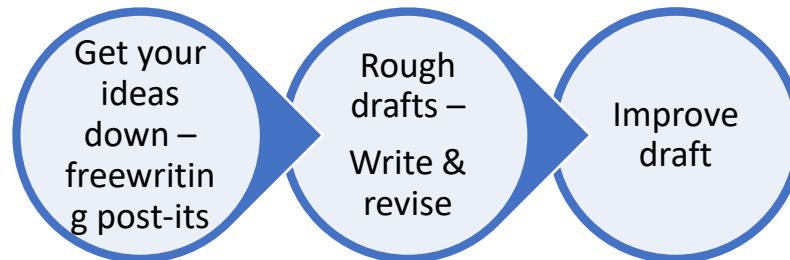 Get your
ideas
down –
freewritin
g post-its
Rough
drafts –
Write &
revise
Improve
draft